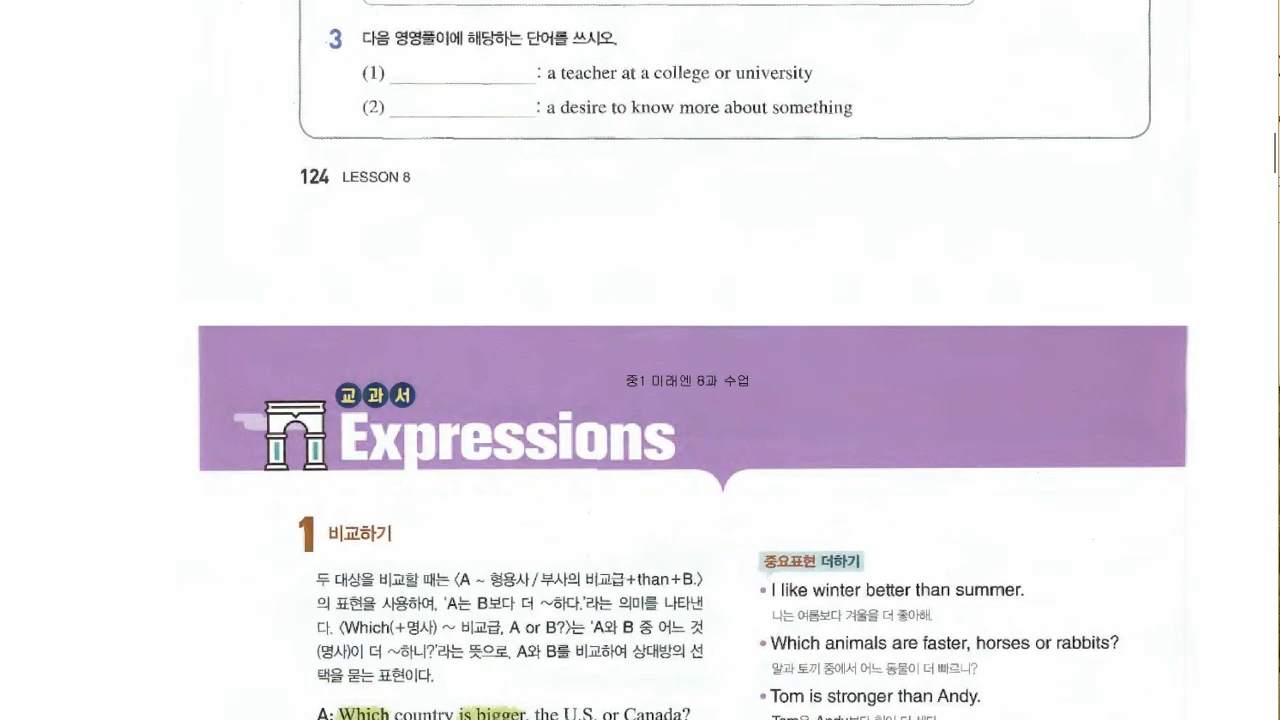 3 다음 영영풀이에 해당하는 단어를 쓰시오.
(1) : a teacher at a college or university
(2) : a desire to know more about something
124 LESSON 8
중1 미래엔 8과 수업
교과서
Expressions
1 비교하기
두 대상을 비교할 때는 〈A ~ 형용사/부사의 비교급+than+B.〉
의 표현을 사용하여, 'A는 B보다 더 ~하다.'라는 의미를 나타낸
다. 〈Which(+명사) ~ 비교급, A or B?〉는 'A와 B 중 어느 것
(명사)이 더 ~하니?'라는 뜻으로, A와 B를 비교하여 상대방의 선
택을 묻는 표현이다.
A: Which country is bigger, the U.S. or Canada?
중요표현 더하기
• I like winter better than summer.
나는 여름보다 겨울을 더 좋아해.
• Which animals are faster, horses or rabbits?
말과 토끼 중에서 어느 동물이 더 빠르니?
• Tom is stronger than Andy.